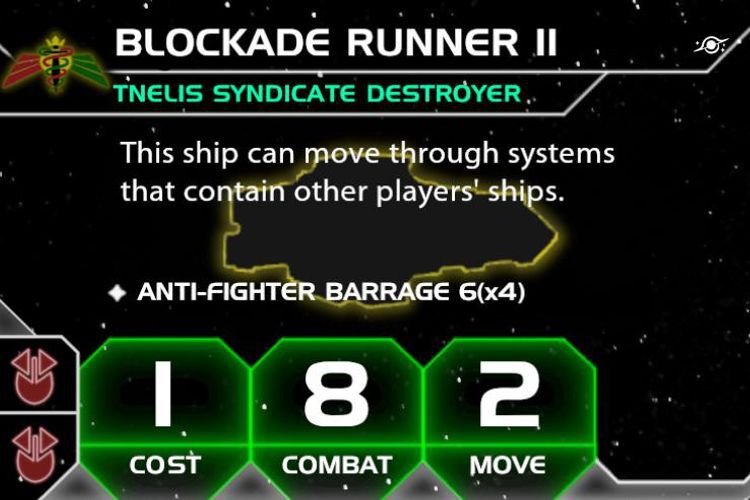 BLOCKADE RUNNER II
TNELIS SYNDICATE DESTROYER
This ship can move through systems
that contain other players' ships.
ANTI-FIGHTER BARRAGE 6(x4)
1 8 2
COST COMBAT MOVE